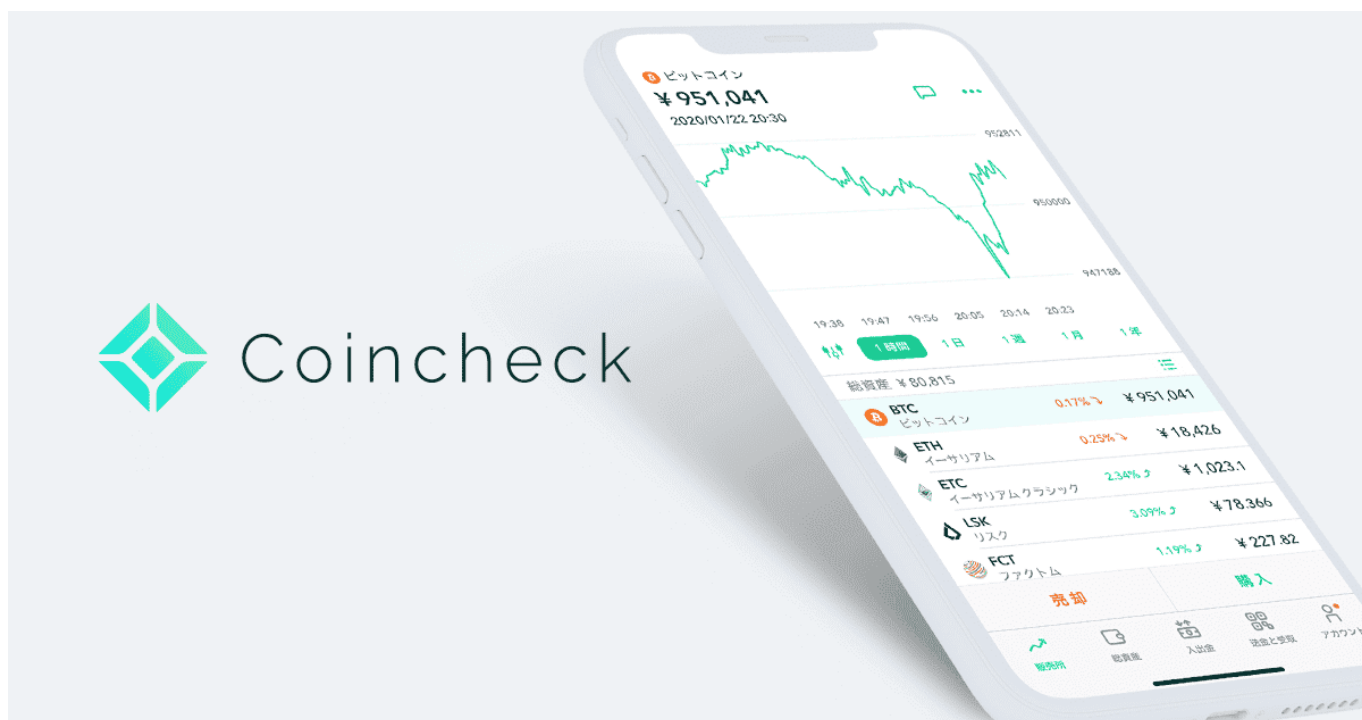 Coincheck
ビットコイン
¥ 951,041
2020/01/22 20:30
952811
950000
947188
19:38 19:47 19:56 20:05 20:14 20:23
1時間 1日 1週 1月 1年
総資産 ¥80,815
BTC 0.17% ¥951,041
ビットコイン
ETH 0.25% ¥18,426
イーサリアム
ETC 2.34% ¥1,023.1
イーサリアムクラシック
LSK 3.09% ¥78.366
リスク
FCT 1.19% ¥227.82
ファクトム
売却 購入
販売所 総資産 入出金 送金と受取 アカウント